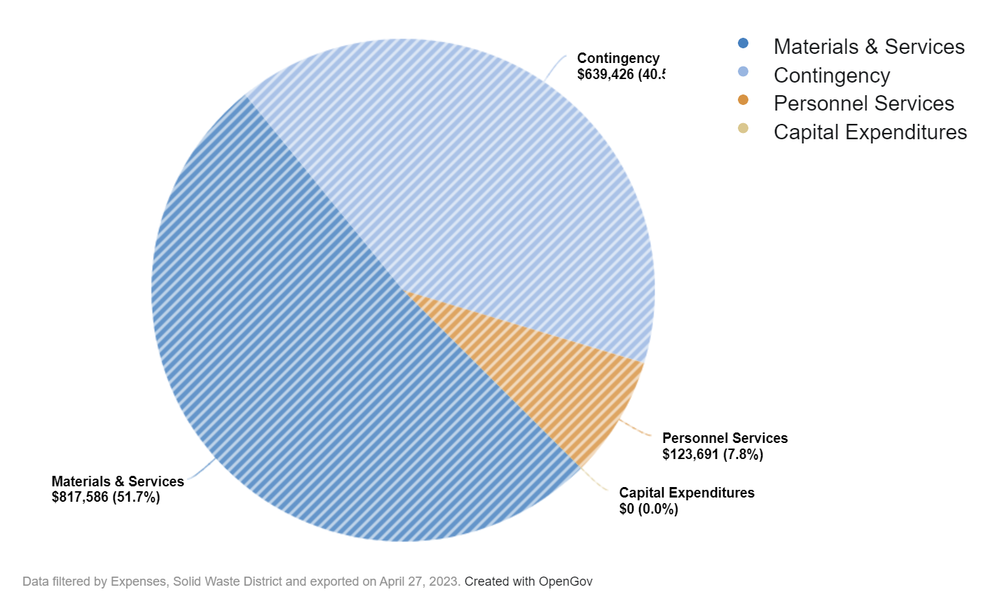 Contingency
$639,426 (40.5
Materials & Services
Contingency
Personnel Services
Capital Expenditures
Personnel Services
$123,691 (7.8%)
Materials & Services
$817,586 (51.7%)
Capital Expenditures
$0 (0.0%)
Data filtered by Expenses, Solid Waste District and exported on April 27, 2023. Created with OpenGov